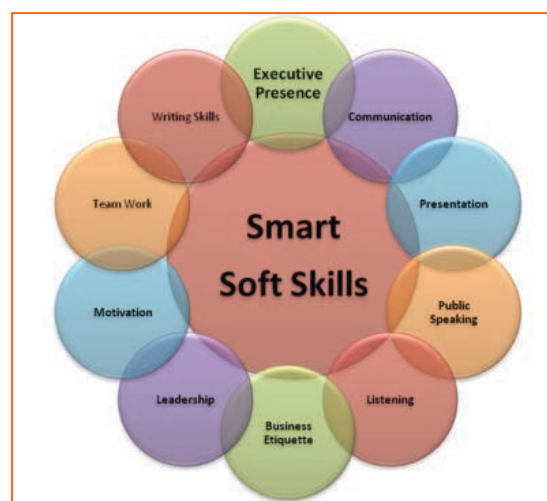 Executive
Presence
Communication
Presentation
Public
Speaking
Listening
Business
Etiquette
Leadership
Motivation
Team Work
Writing Skills
Smart
Soft Skills